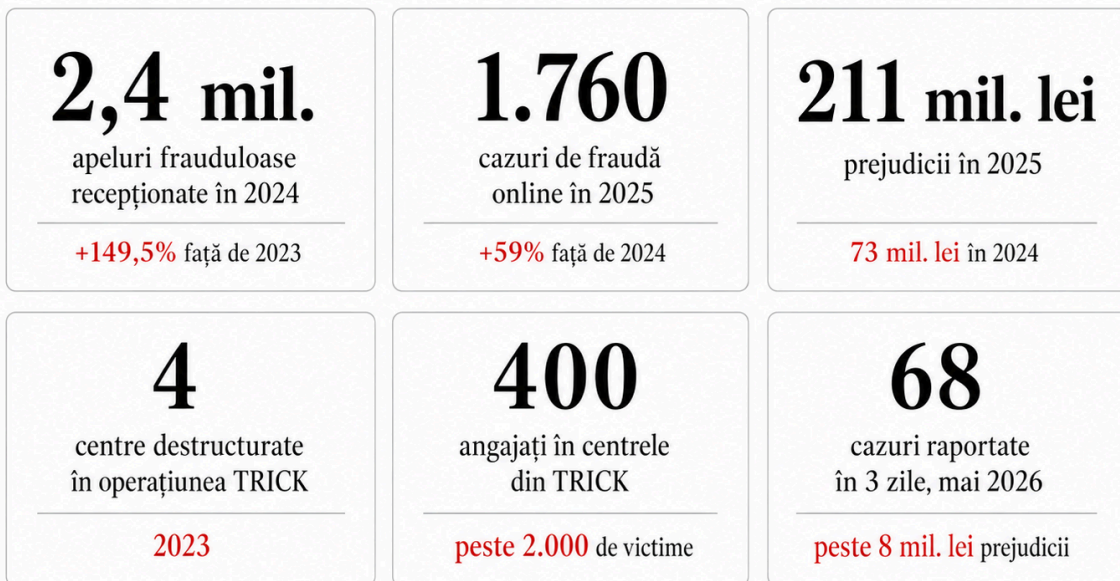 2,4 mil.
apeluri frauduloase
recepționate în 2024
+149,5% față de 2023
1.760
cazuri de fraudă
online în 2025
+59% față de 2024
211 mil. lei
prejudicii în 2025
73 mil. lei în 2024
4
centre destructurate
în operațiunea TRICK
2023
400
angajați în centrele
din TRICK
peste 2.000 de victime
68
cazuri raportate
în 3 zile, mai 2026
peste 8 mil. lei prejudicii